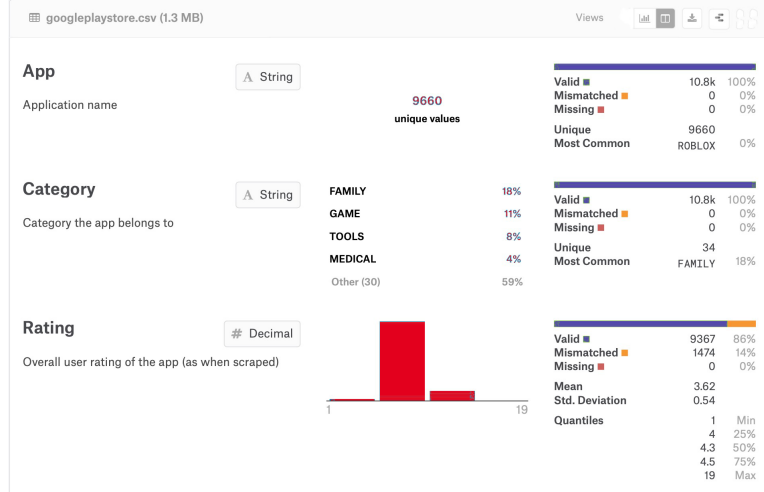 googleplaystore.csv (1.3 MB)
Views
App
A String
Application name
9660
unique values
Valid 10.8k 100%
Mismatched 0 0%
Missing 0 0%
Unique 9660
Most Common ROBLOX 0%
Category
A String
Category the app belongs to
FAMILY 18%
GAME 11%
TOOLS 8%
MEDICAL 4%
Other (30) 59%
Valid 10.8k 100%
Mismatched 0 0%
Missing 0 0%
Unique 34
Most Common FAMILY 18%
Rating
# Decimal
Overall user rating of the app (as when scraped)
1 19
Valid 9367 86%
Mismatched 1474 14%
Missing 0 0%
Mean 3.62
Std. Deviation 0.54
Quantiles 1 Min
4 25%
4.3 50%
4.5 75%
19 Max